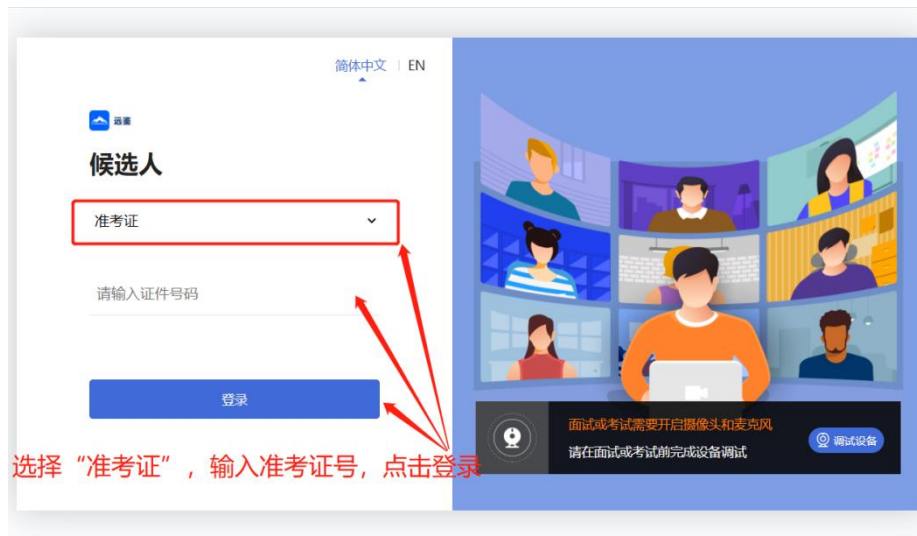 简体中文 | EN
远鉴
候选人
准考证
请输入证件号码
登录
选择“准考证”，输入准考证号，点击登录
面试或考试需要开启摄像头和麦克风
请在面试或考试前完成设备调试
调试设备